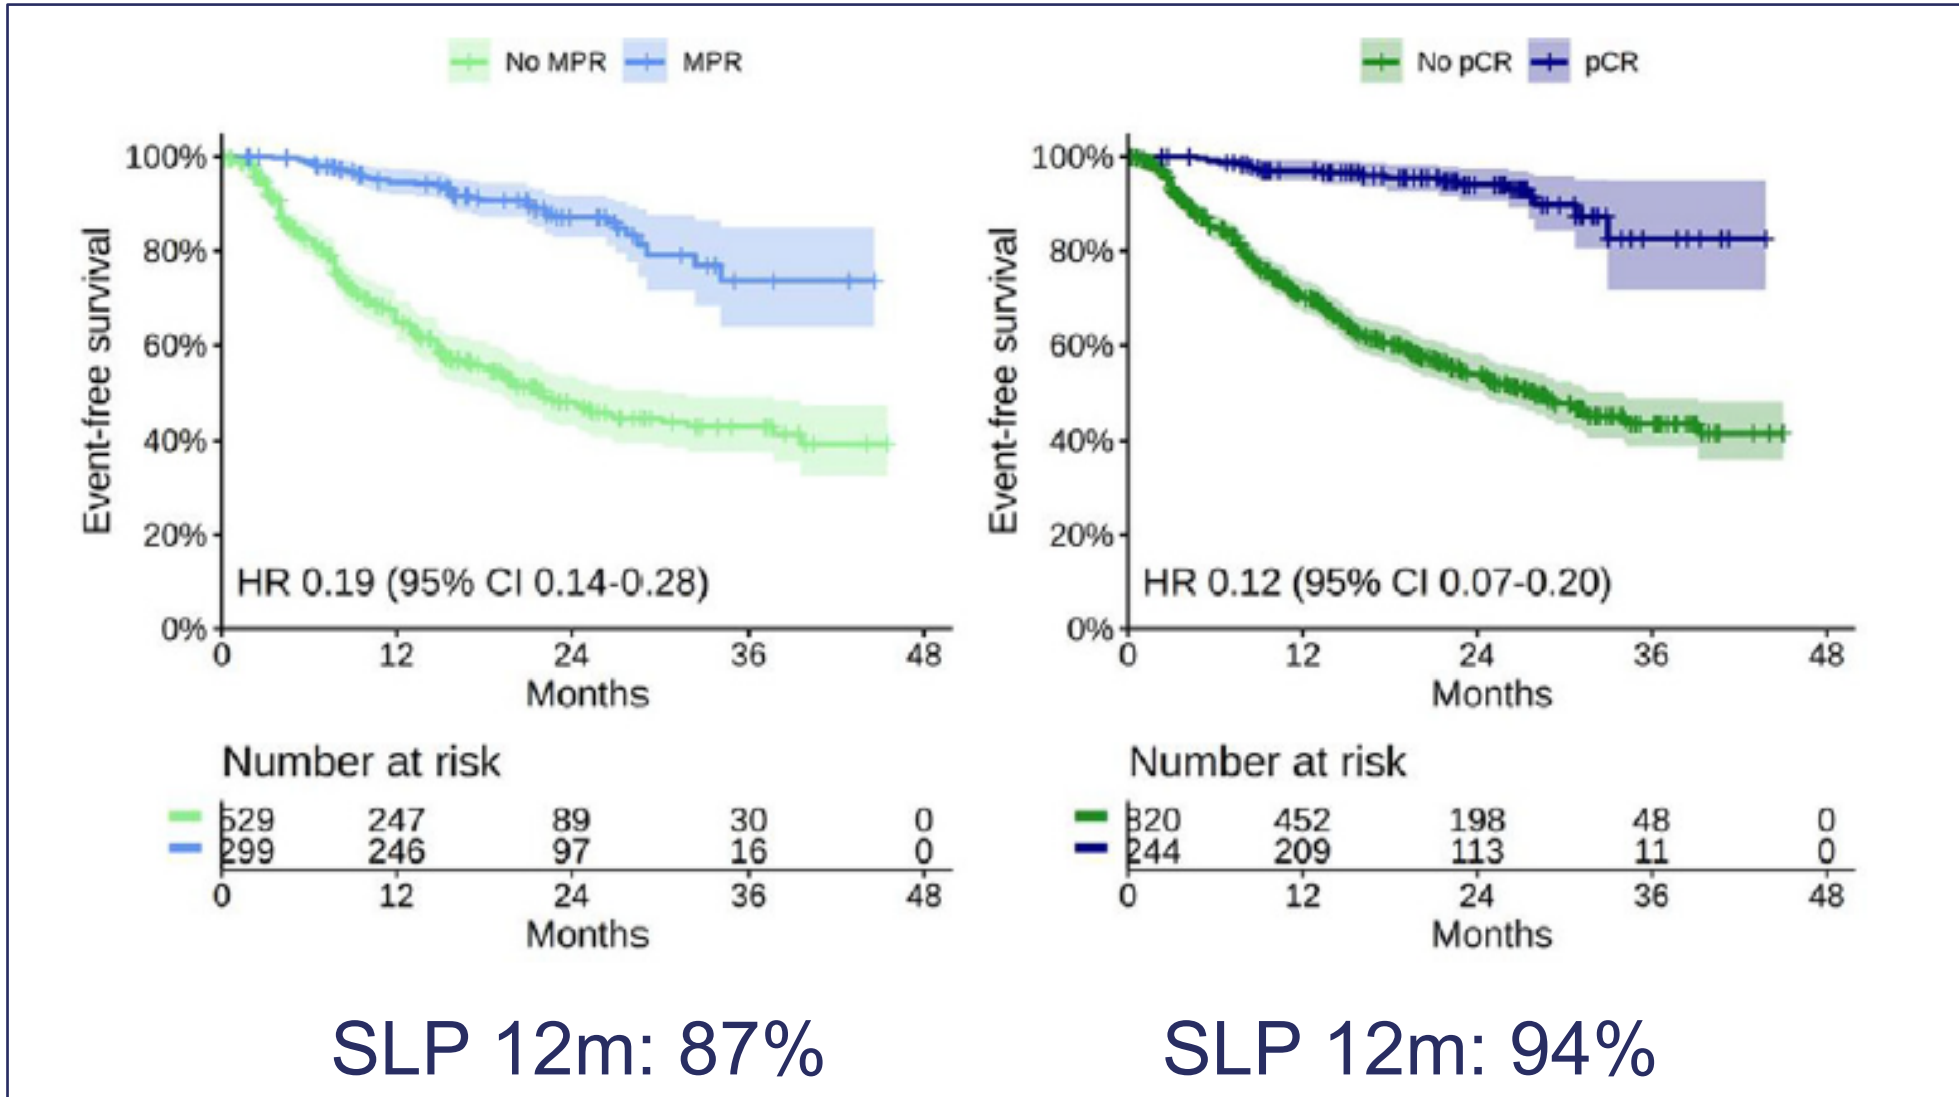 No MPR MPR
100%
80%
60%
40%
20%
0%
Event-free survival
HR 0.19 (95% CI 0.14-0.28)
0 12 24 36 48
Months
Number at risk
529 247 89 30 0
299 246 97 16 0
0 12 24 36 48
Months
SLP 12m: 87%
No pCR pCR
100%
80%
60%
40%
20%
0%
Event-free survival
HR 0.12 (95% CI 0.07-0.20)
0 12 24 36 48
Months
Number at risk
820 452 198 48 0
244 209 113 11 0
0 12 24 36 48
Months
SLP 12m: 94%